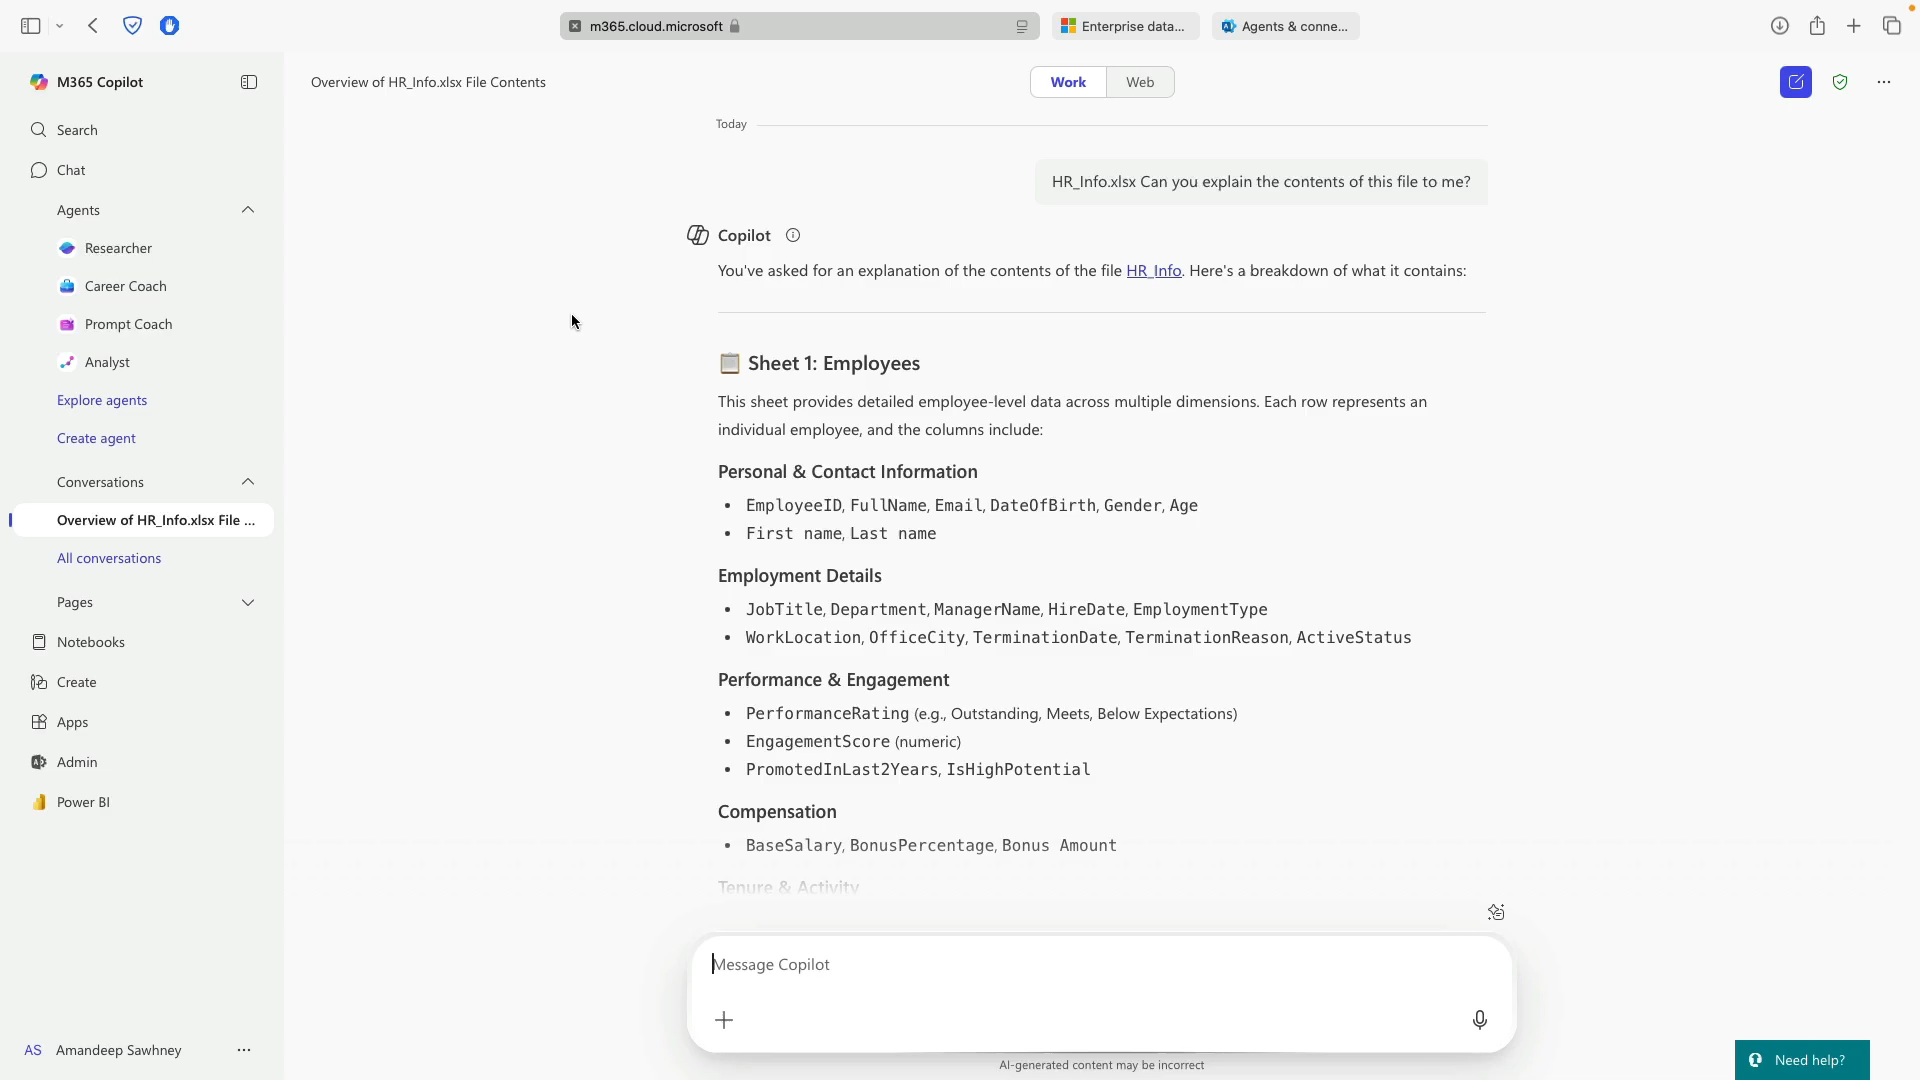 m365.cloud.microsoft
Enterprise data...
Agents & conne...
M365 Copilot
Overview of HR_Info.xlsx File Contents
Work
Web
Search
Chat
Agents
Researcher
Career Coach
Prompt Coach
Analyst
Explore agents
Create agent
Conversations
Overview of HR_Info.xlsx File ...
All conversations
Pages
Notebooks
Create
Apps
Admin
Power BI
AS Amandeep Sawhney
Today
HR_Info.xlsx Can you explain the contents of this file to me?
Copilot
You've asked for an explanation of the contents of the file HR_Info. Here's a breakdown of what it contains:
Sheet 1: Employees
This sheet provides detailed employee-level data across multiple dimensions. Each row represents an
individual employee, and the columns include:
Personal & Contact Information
• EmployeeID, FullName, Email, DateOfBirth, Gender, Age
• First name, Last name
Employment Details
• JobTitle, Department, ManagerName, HireDate, EmploymentType
• WorkLocation, OfficeCity, TerminationDate, TerminationReason, ActiveStatus
Performance & Engagement
• PerformanceRating (e.g., Outstanding, Meets, Below Expectations)
• EngagementScore (numeric)
• PromotedInLast2Years, IsHighPotential
Compensation
• BaseSalary, BonusPercentage, Bonus Amount
Tenure & Activity
Message Copilot
AI-generated content may be incorrect
Need help?